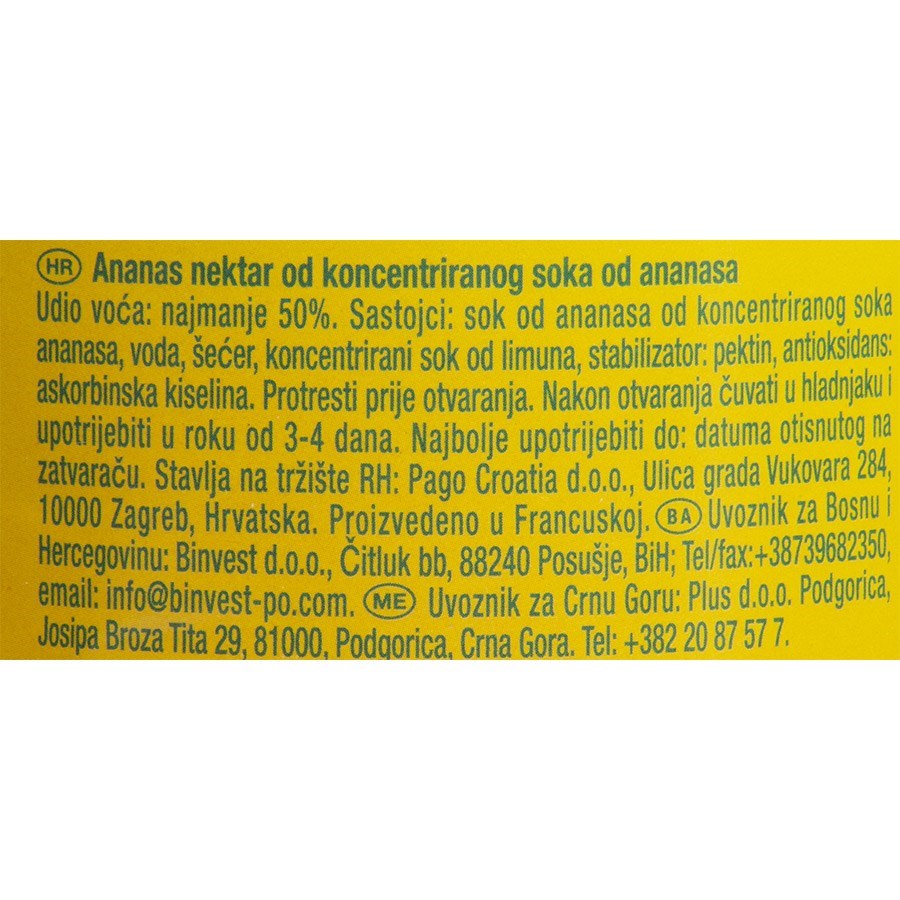 HR Ananas nektar od koncentriranog soka od ananasa
Udio voća: najmanje 50%. Sastojci: sok od ananasa od koncentriranog soka
ananasa, voda, šećer, koncentrirani sok od limuna, stabilizator: pektin, antioksidans:
askorbinska kiselina. Protresti prije otvaranja. Nakon otvaranja čuvati u hladnjaku i
upotrijebiti u roku od 3-4 dana. Najbolje upotrijebiti do: datuma otisnutog na
zatvaraču. Stavlja na tržište RH: Pago Croatia d.o.o., Ulica grada Vukovara 284,
10000 Zagreb, Hrvatska. Proizvedeno u Francuskoj. BA Uvoznik za Bosnu i
Hercegovinu: Binvest d.o.o., Čitluk bb, 88240 Posušje, BiH; Tel/fax:+38739682350,
email: info@binvest-po.com. ME Uvoznik za Crnu Goru: Plus d.o.o. Podgorica,
Josipa Broza Tita 29, 81000, Podgorica, Crna Gora. Tel: +382 20 87 57 7.